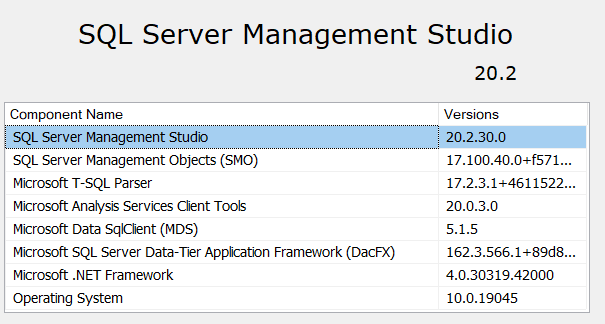 SQL Server Management Studio
20.2
Component Name Versions
SQL Server Management Studio 20.2.30.0
SQL Server Management Objects (SMO) 17.100.40.0+f571...
Microsoft T-SQL Parser 17.2.3.1+4611522...
Microsoft Analysis Services Client Tools 20.0.3.0
Microsoft Data SqlClient (MDS) 5.1.5
Microsoft SQL Server Data-Tier Application Framework (DacFX) 162.3.566.1+89d8...
Microsoft .NET Framework 4.0.30319.42000
Operating System 10.0.19045